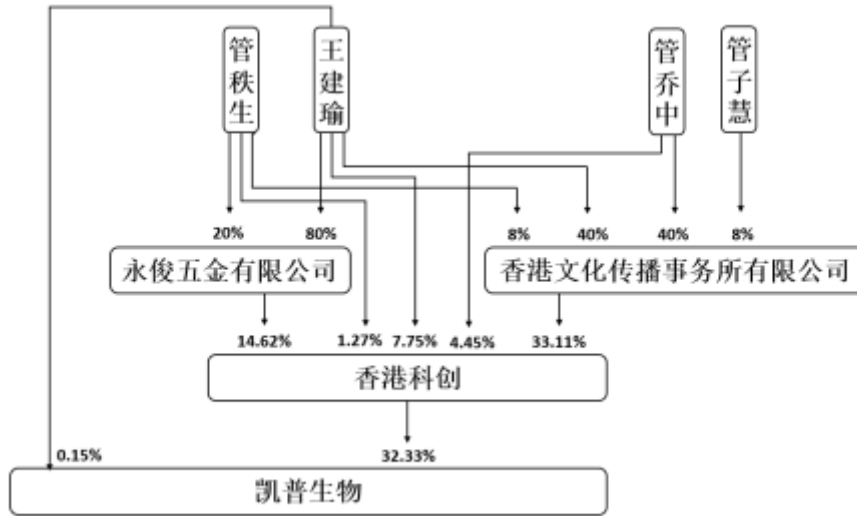 管秩生
王建瑜
管乔中
管子慧
20%
80%
8%
40%
40%
8%
永俊五金有限公司
香港文化传播事务所有限公司
14.62%
1.27%
7.75%
4.45%
33.11%
香港科创
0.15%
32.33%
凯普生物